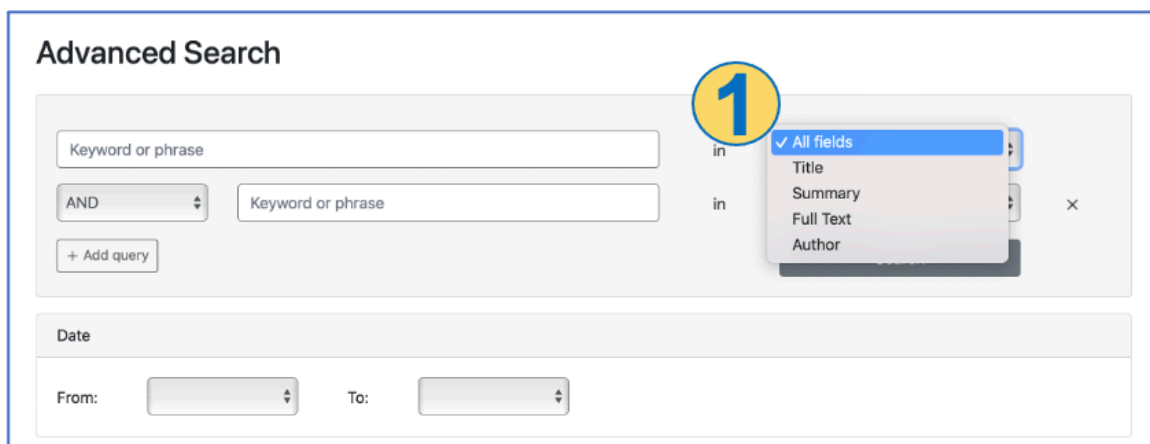 Advanced Search
1
Keyword or phrase in ✓ All fields
Title
AND Keyword or phrase in Summary ×
Full Text
Author
+ Add query
Date
From: To: